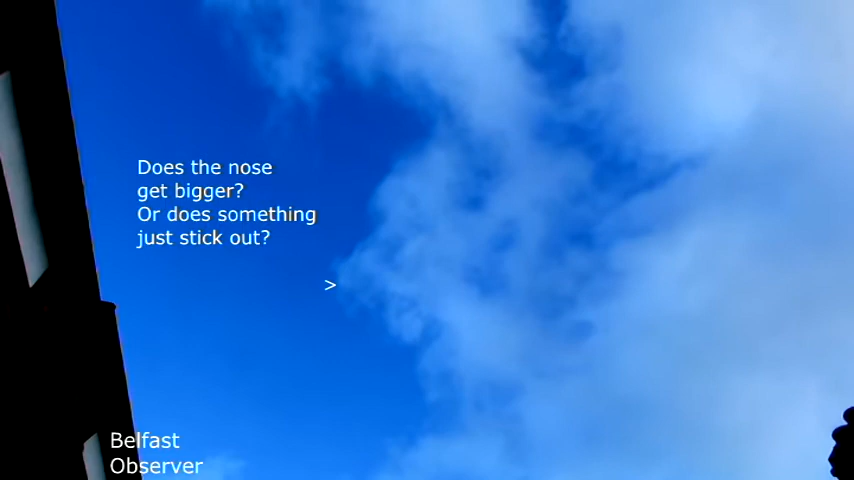 Does the nose
get bigger?
Or does something
just stick out?
>
Belfast
Observer